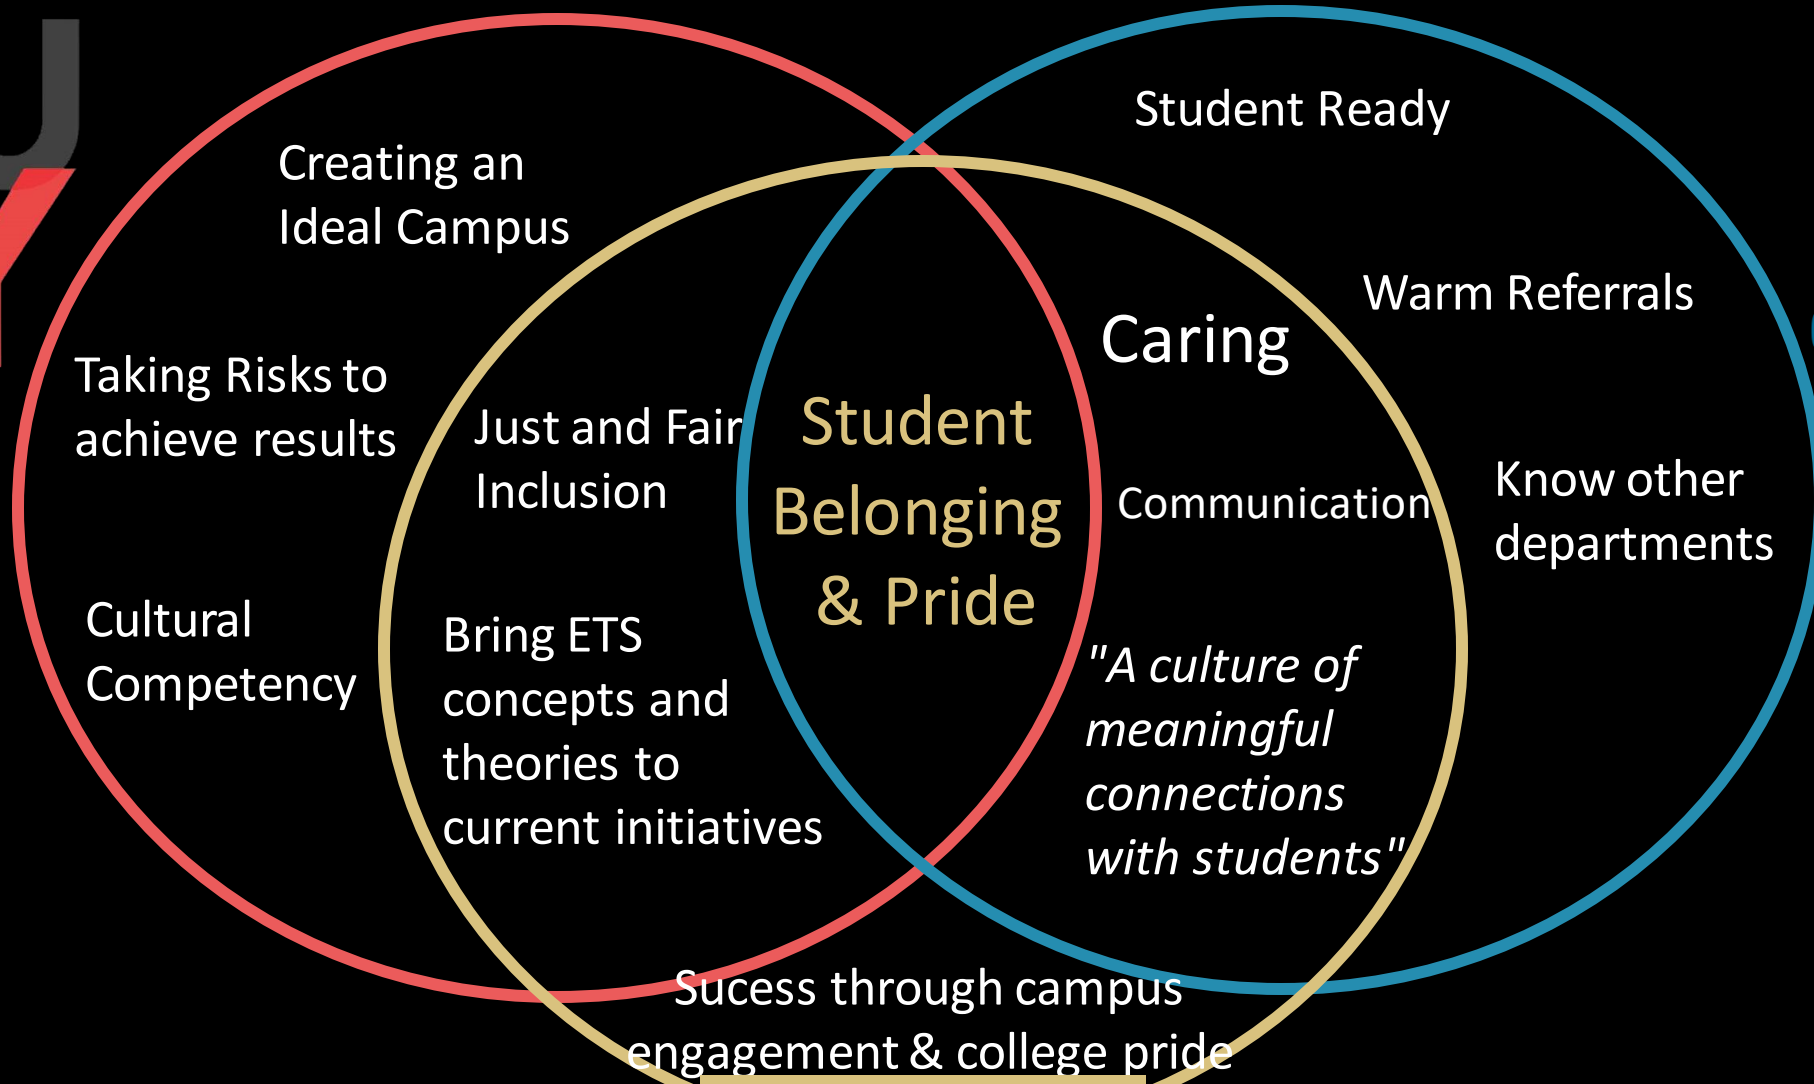 Student Ready
Creating an
Ideal Campus
Warm Referrals
Caring
Taking Risks to
achieve results
Just and Fair
Inclusion
Student
Belonging
& Pride
Communication
Know other
departments
Cultural
Competency
Bring ETS
concepts and
theories to
current initiatives
"A culture of
meaningful
connections
with students"
Sucess through campus
engagement & college pride